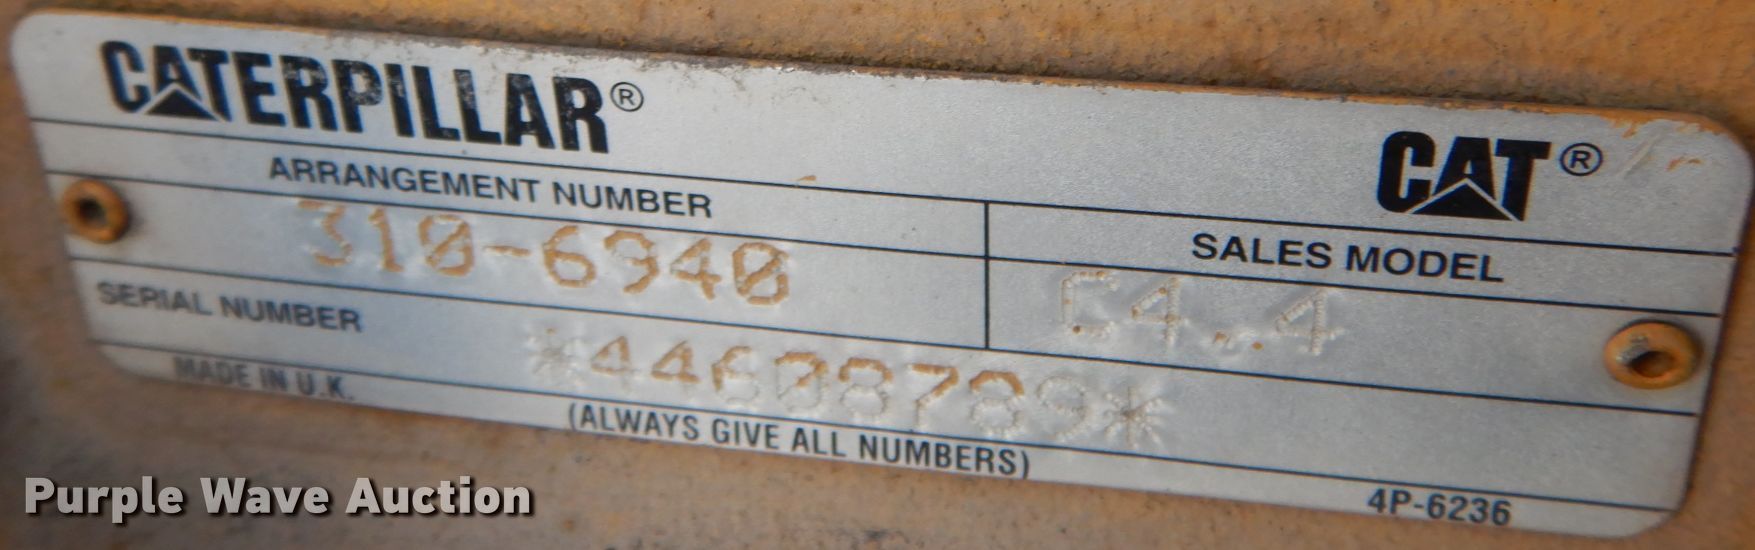 CATERPILLAR®
CAT®
ARRANGEMENT NUMBER
310-6940
SALES MODEL
C4.4
SERIAL NUMBER
*44608789*
MADE IN U.K.
(ALWAYS GIVE ALL NUMBERS)
4P-6236
Purple Wave Auction